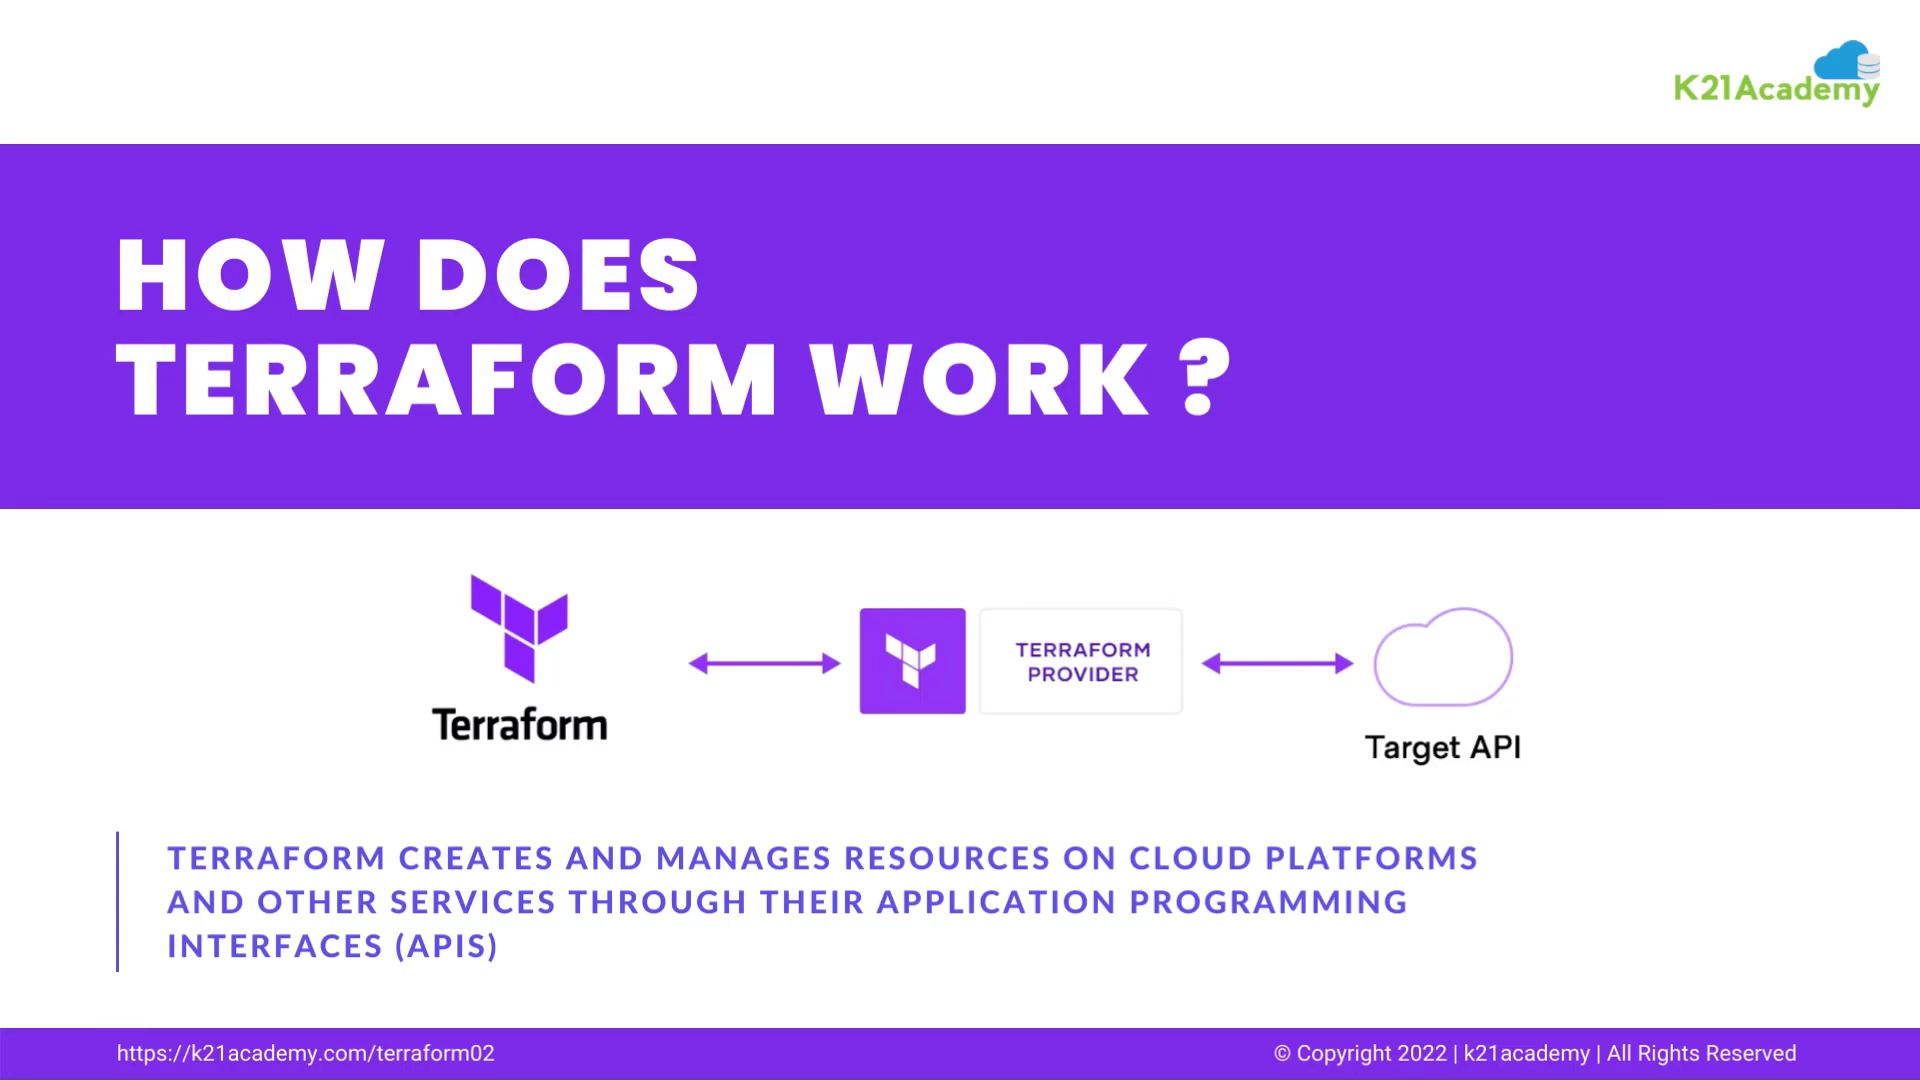 K21Academy
HOW DOES
TERRAFORM WORK ?
Terraform
TERRAFORM
PROVIDER
Target API
TERRAFORM CREATES AND MANAGES RESOURCES ON CLOUD PLATFORMS
AND OTHER SERVICES THROUGH THEIR APPLICATION PROGRAMMING
INTERFACES (APIS)
https://k21academy.com/terraform02
© Copyright 2022 | k21academy | All Rights Reserved